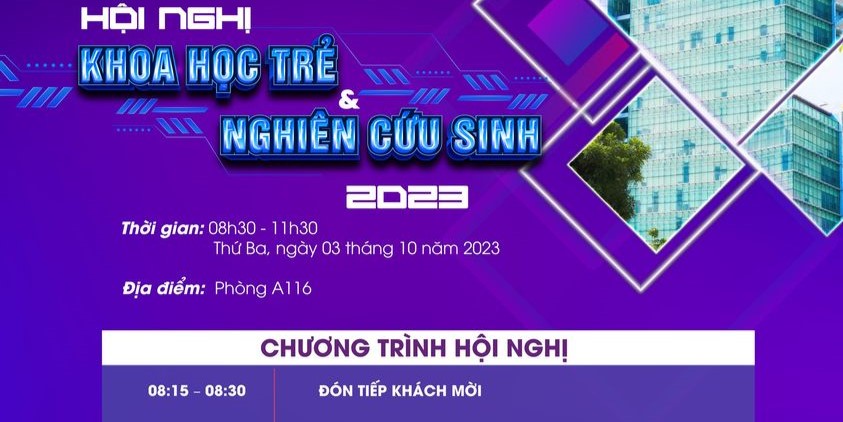 HỘI NGHỊ
KHOA HỌC TRẺ
&
NGHIÊN CỨU SINH
2023
Thời gian: 08h30 - 11h30
Thứ Ba, ngày 03 tháng 10 năm 2023
Địa điểm: Phòng A116
CHƯƠNG TRÌNH HỘI NGHỊ
08:15 – 08:30 ĐÓN TIẾP KHÁCH MỜI